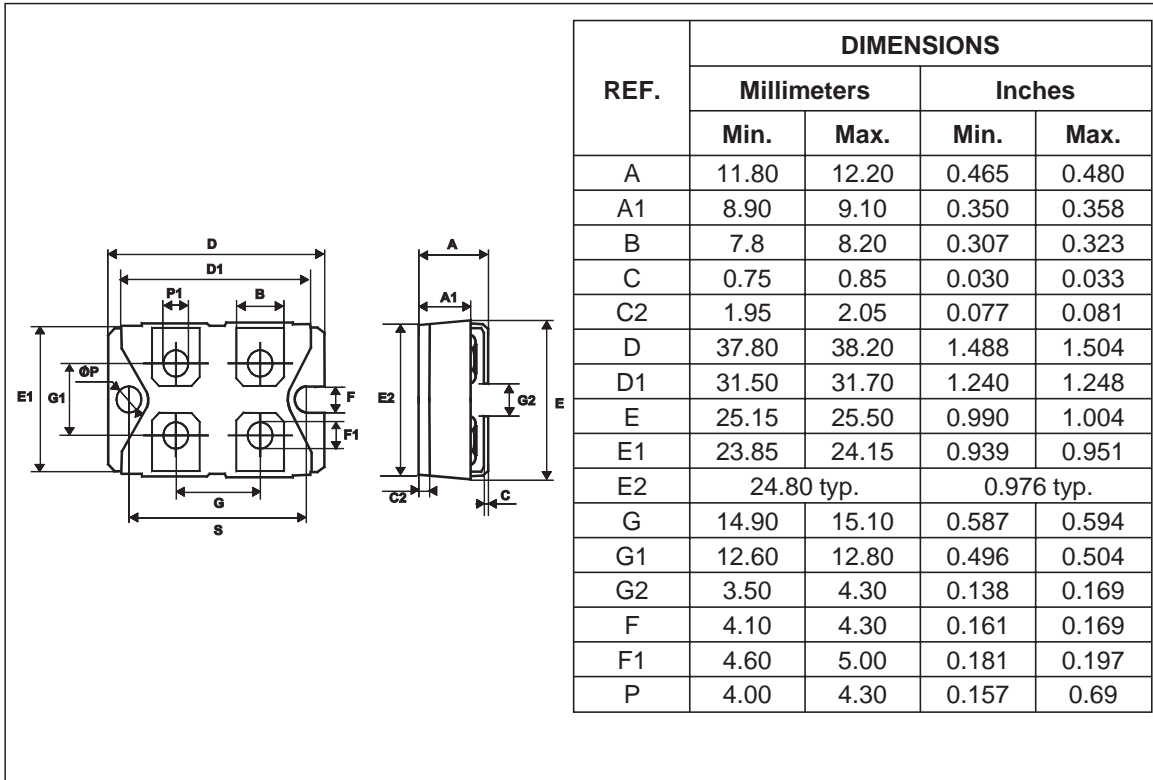 D
D1
P1
B
E1
G1
ØP
F
F1
G
S
A
A1
E2
G2
E
C2
C
REF. DIMENSIONS
Millimeters Inches
Min. Max. Min. Max.
A 11.80 12.20 0.465 0.480
A1 8.90 9.10 0.350 0.358
B 7.8 8.20 0.307 0.323
C 0.75 0.85 0.030 0.033
C2 1.95 2.05 0.077 0.081
D 37.80 38.20 1.488 1.504
D1 31.50 31.70 1.240 1.248
E 25.15 25.50 0.990 1.004
E1 23.85 24.15 0.939 0.951
E2 24.80 typ. 0.976 typ.
G 14.90 15.10 0.587 0.594
G1 12.60 12.80 0.496 0.504
G2 3.50 4.30 0.138 0.169
F 4.10 4.30 0.161 0.169
F1 4.60 5.00 0.181 0.197
P 4.00 4.30 0.157 0.69